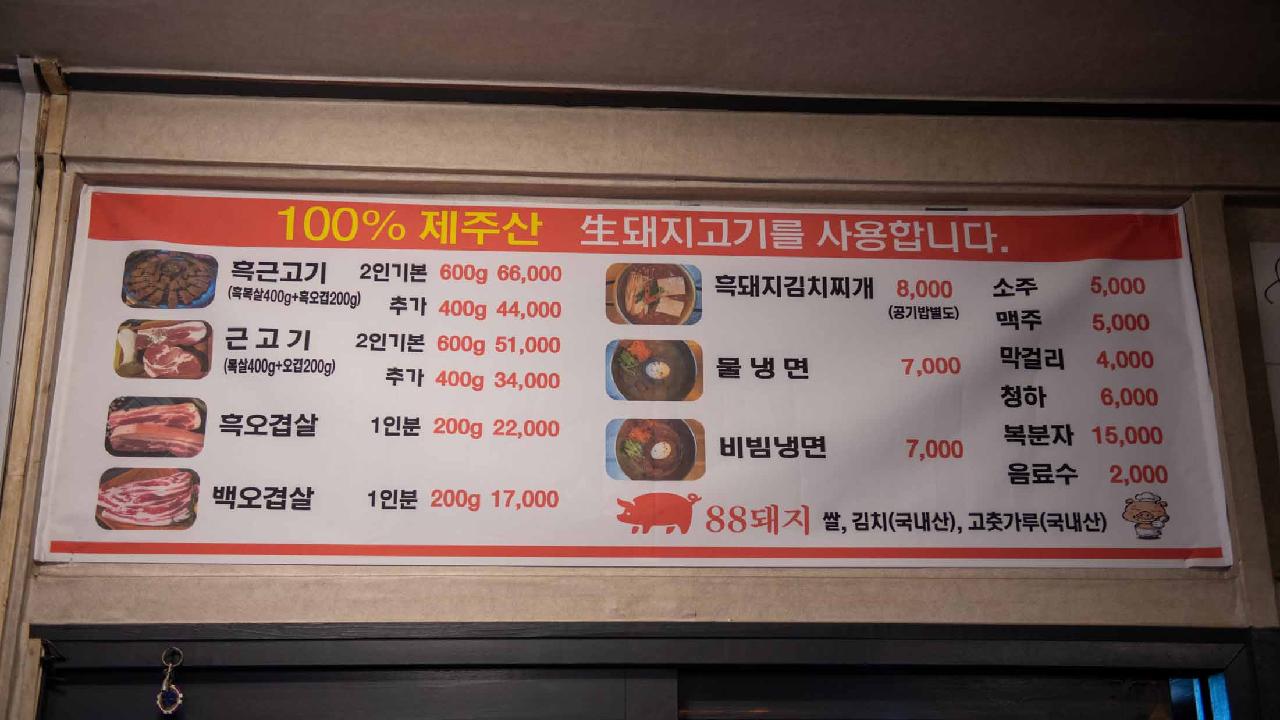 100% 제주산 生돼지고기를 사용합니다.
흑근고기 2인기본 600g 66,000
(흑목살400g+흑오겹200g) 추가 400g 44,000
근고기 2인기본 600g 51,000
(목살400g+오겹200g) 추가 400g 34,000
흑오겹살 1인분 200g 22,000
백오겹살 1인분 200g 17,000
흑돼지김치찌개 8,000
(공기밥별도)
물냉면 7,000
비빔냉면 7,000
소주 5,000
맥주 5,000
막걸리 4,000
청하 6,000
복분자 15,000
음료수 2,000
88돼지 쌀, 김치(국내산), 고춧가루(국내산)